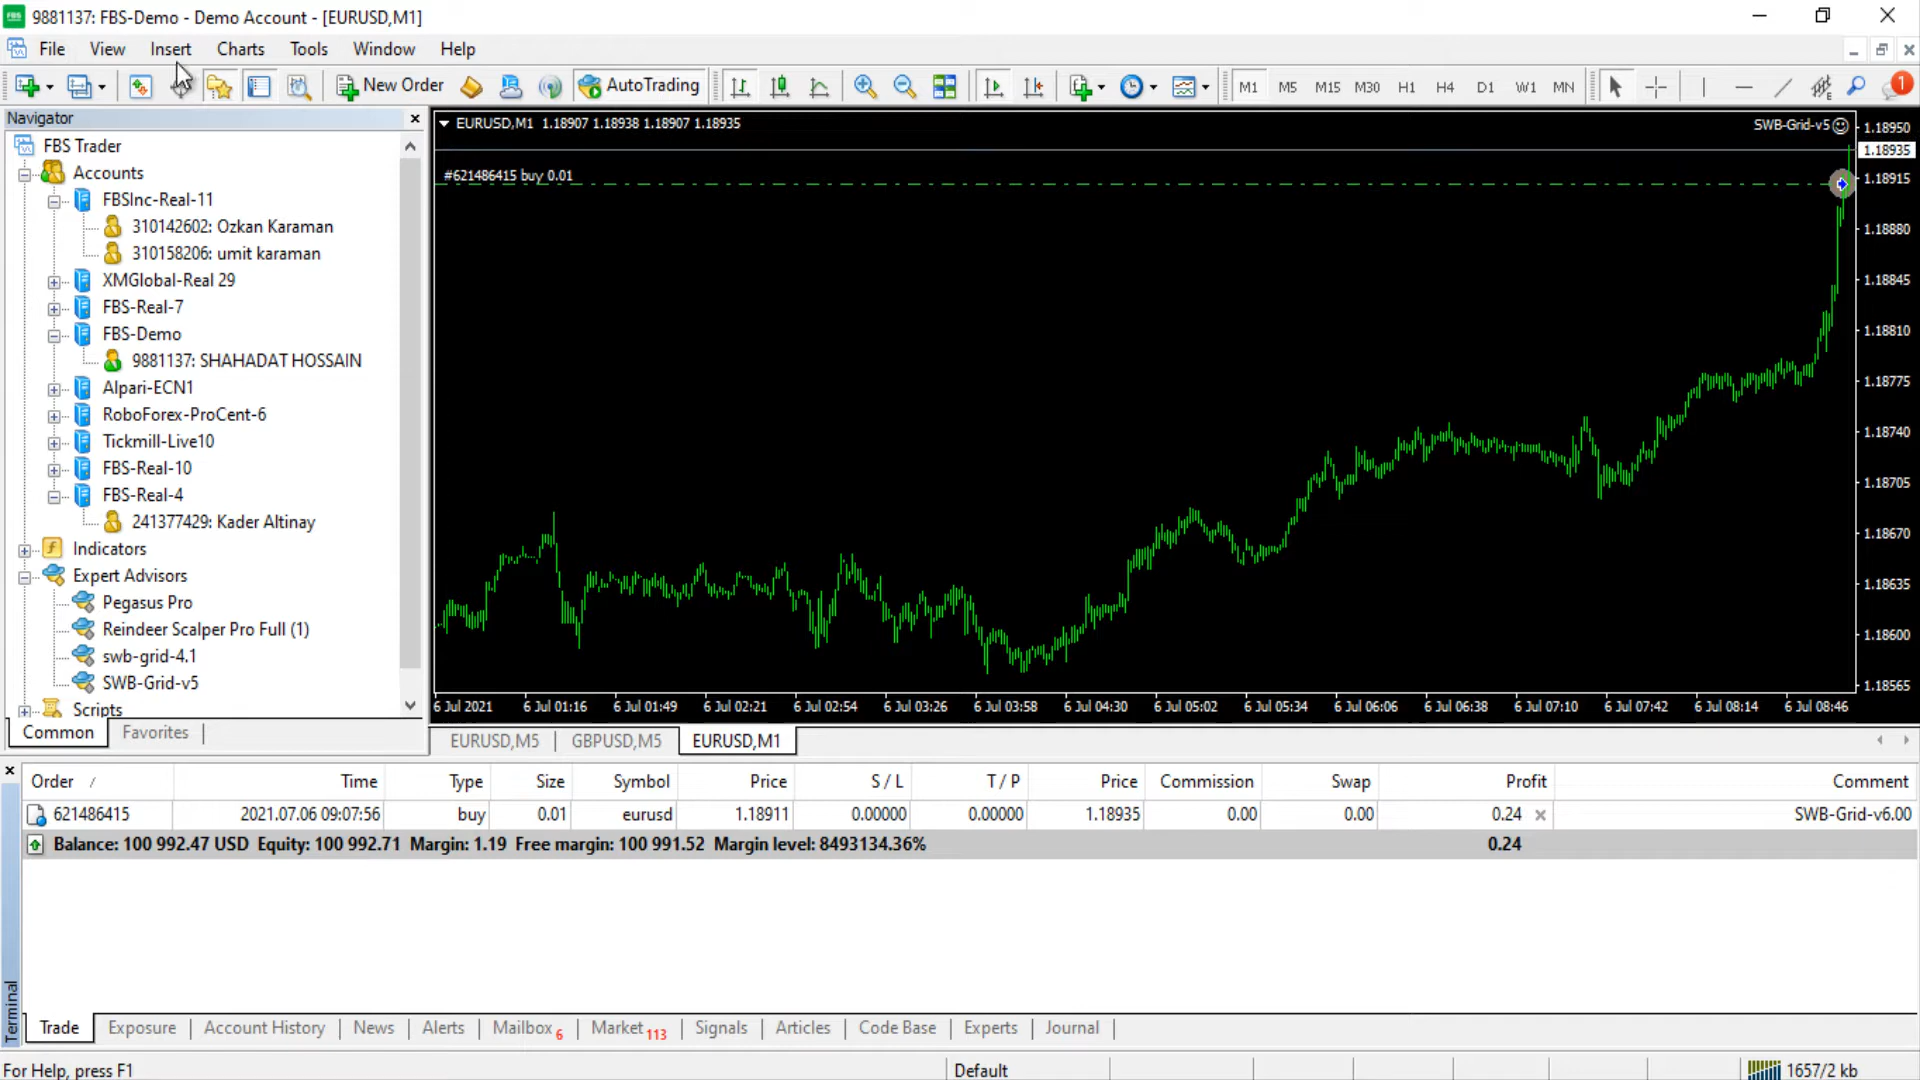 9881137: FBS-Demo - Demo Account - [EURUSD,M1]
File View Insert Charts Tools Window Help
New Order AutoTrading M1 M5 M15 M30 H1 H4 D1 W1 MN 1
Navigator
FBS Trader
Accounts
FBSInc-Real-11
310142602: Ozkan Karaman
310158206: umit karaman
XMGlobal-Real 29
FBS-Real-7
FBS-Demo
9881137: SHAHADAT HOSSAIN
Alpari-ECN1
RoboForex-ProCent-6
Tickmill-Live10
FBS-Real-10
FBS-Real-4
241377429: Kader Altinay
Indicators
Expert Advisors
Pegasus Pro
Reindeer Scalper Pro Full (1)
swb-grid-4.1
SWB-Grid-v5
Scripts
Common Favorites
EURUSD,M1 1.18907 1.18938 1.18907 1.18935
SWB-Grid-v5
#621486415 buy 0.01
1.18950
1.18935
1.18915
1.18880
1.18845
1.18810
1.18775
1.18740
1.18705
1.18670
1.18635
1.18600
1.18565
6 Jul 2021 6 Jul 01:16 6 Jul 01:49 6 Jul 02:21 6 Jul 02:54 6 Jul 03:26 6 Jul 03:58 6 Jul 04:30 6 Jul 05:02 6 Jul 05:34 6 Jul 06:06 6 Jul 06:38 6 Jul 07:10 6 Jul 07:42 6 Jul 08:14 6 Jul 08:46
EURUSD,M5 GBPUSD,M5 EURUSD,M1
Order / Time Type Size Symbol Price S / L T / P Price Commission Swap Profit Comment
621486415 2021.07.06 09:07:56 buy 0.01 eurusd 1.18911 0.00000 0.00000 1.18935 0.00 0.00 0.24 SWB-Grid-v6.00
Balance: 100 992.47 USD Equity: 100 992.71 Margin: 1.19 Free margin: 100 991.52 Margin level: 8493134.36% 0.24
Terminal
Trade Exposure Account History News Alerts Mailbox 6 Market 113 Signals Articles Code Base Experts Journal
For Help, press F1 Default 1657/2 kb